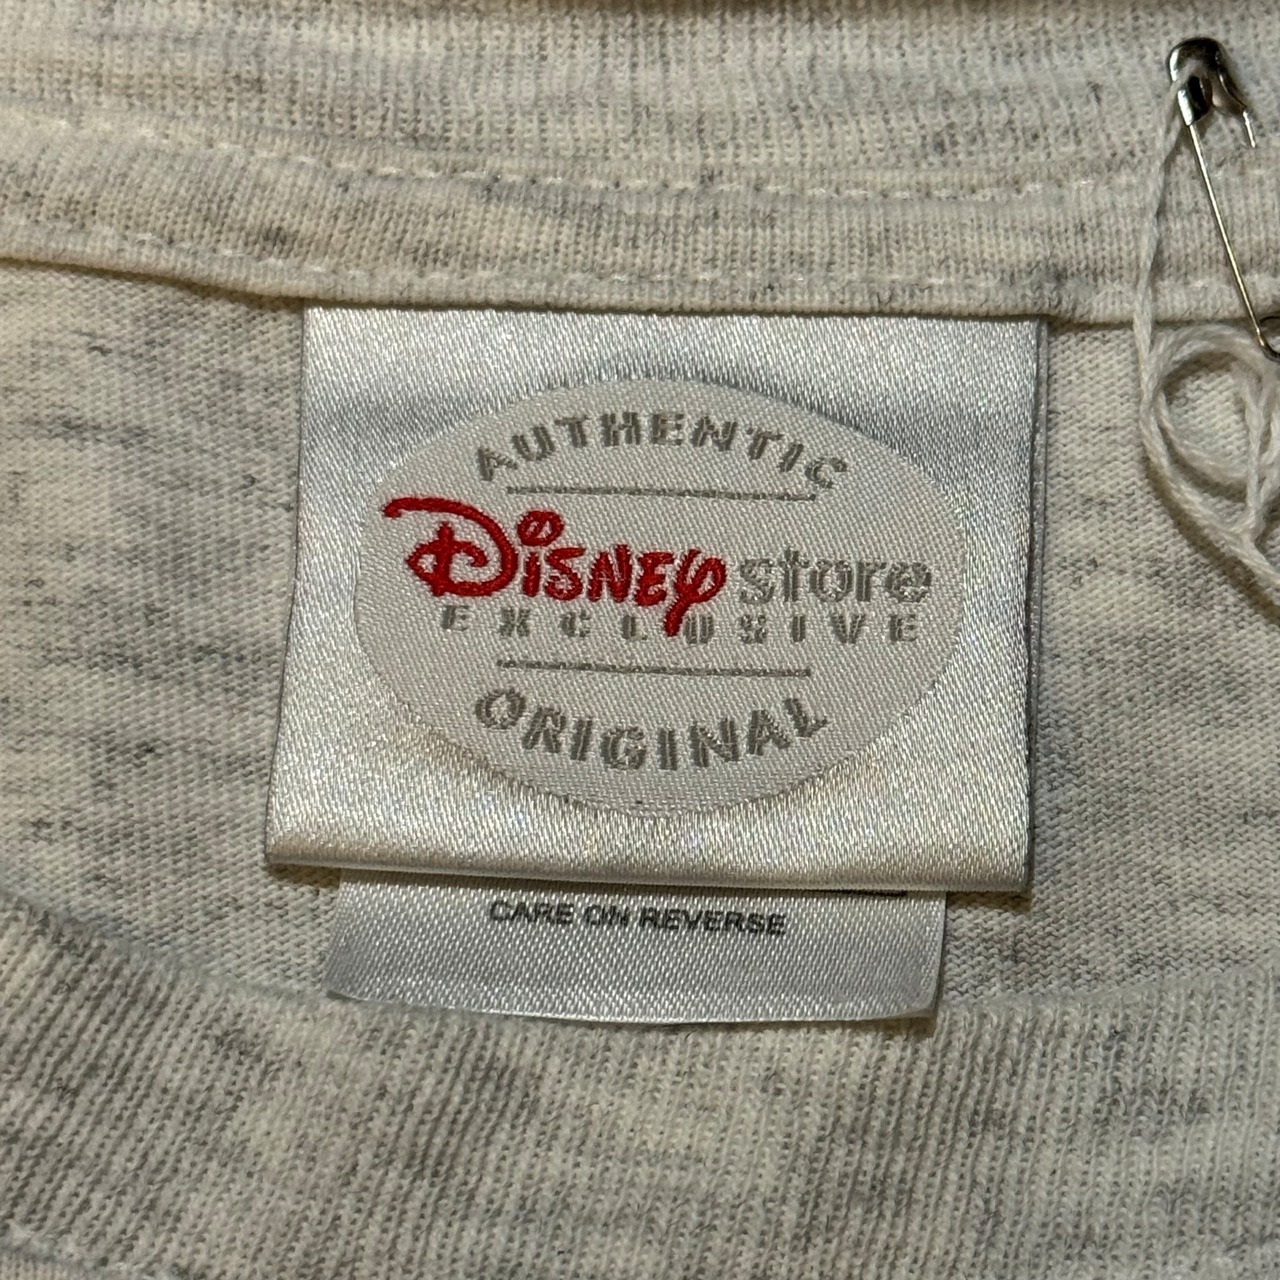 AUTHENTIC
Disney store
EXCLUSIVE
ORIGINAL
CARE ON REVERSE